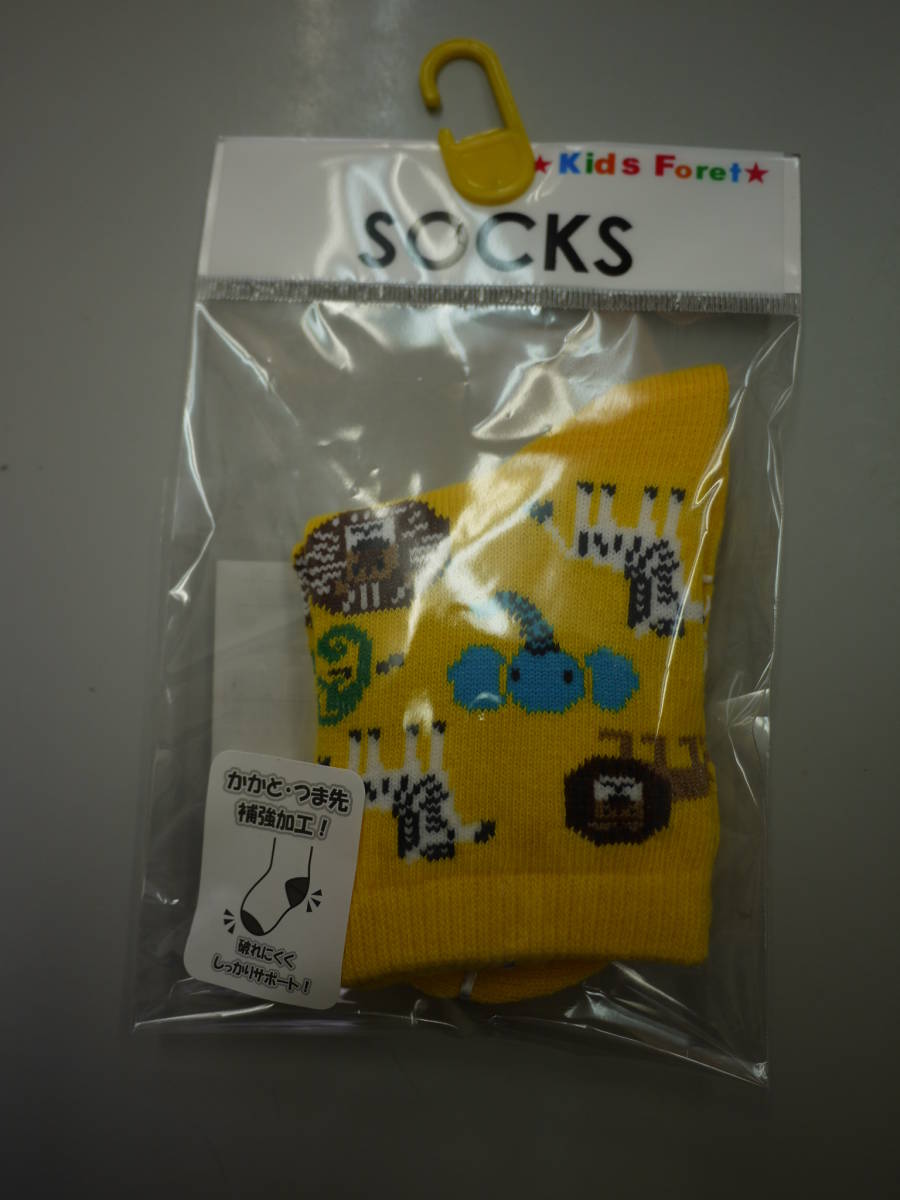 ★Kids Foret★
SOCKS
かかと・つま先
補強加工！
破れにくく
しっかりサポート！